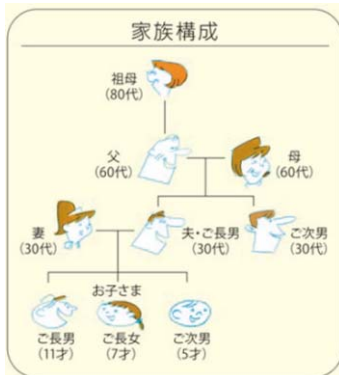 家族構成
祖母
(80代)
父
(60代)
母
(60代)
妻
(30代)
夫・ご長男
(30代)
ご次男
(30代)
お子さま
ご長男
(11才)
ご長女
(7才)
ご次男
(5才)